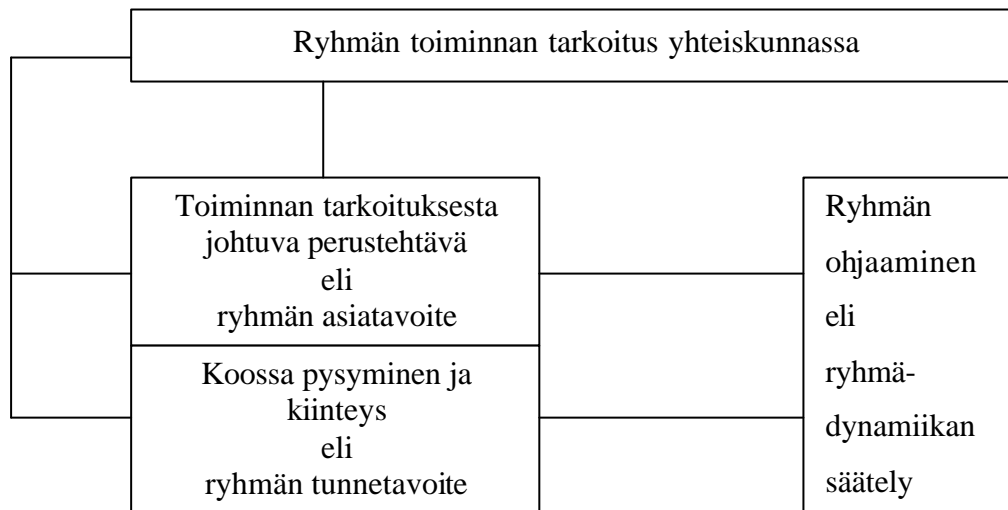 Ryhmän toiminnan tarkoitus yhteiskunnassa
Toiminnan tarkoituksesta
johtuva perustehtävä
eli
ryhmän asiatavoite
Koossa pysyminen ja
kiinteys
eli
ryhmän tunnetavoite
Ryhmän
ohjaaminen
eli
ryhmä-
dynamiikan
säätely